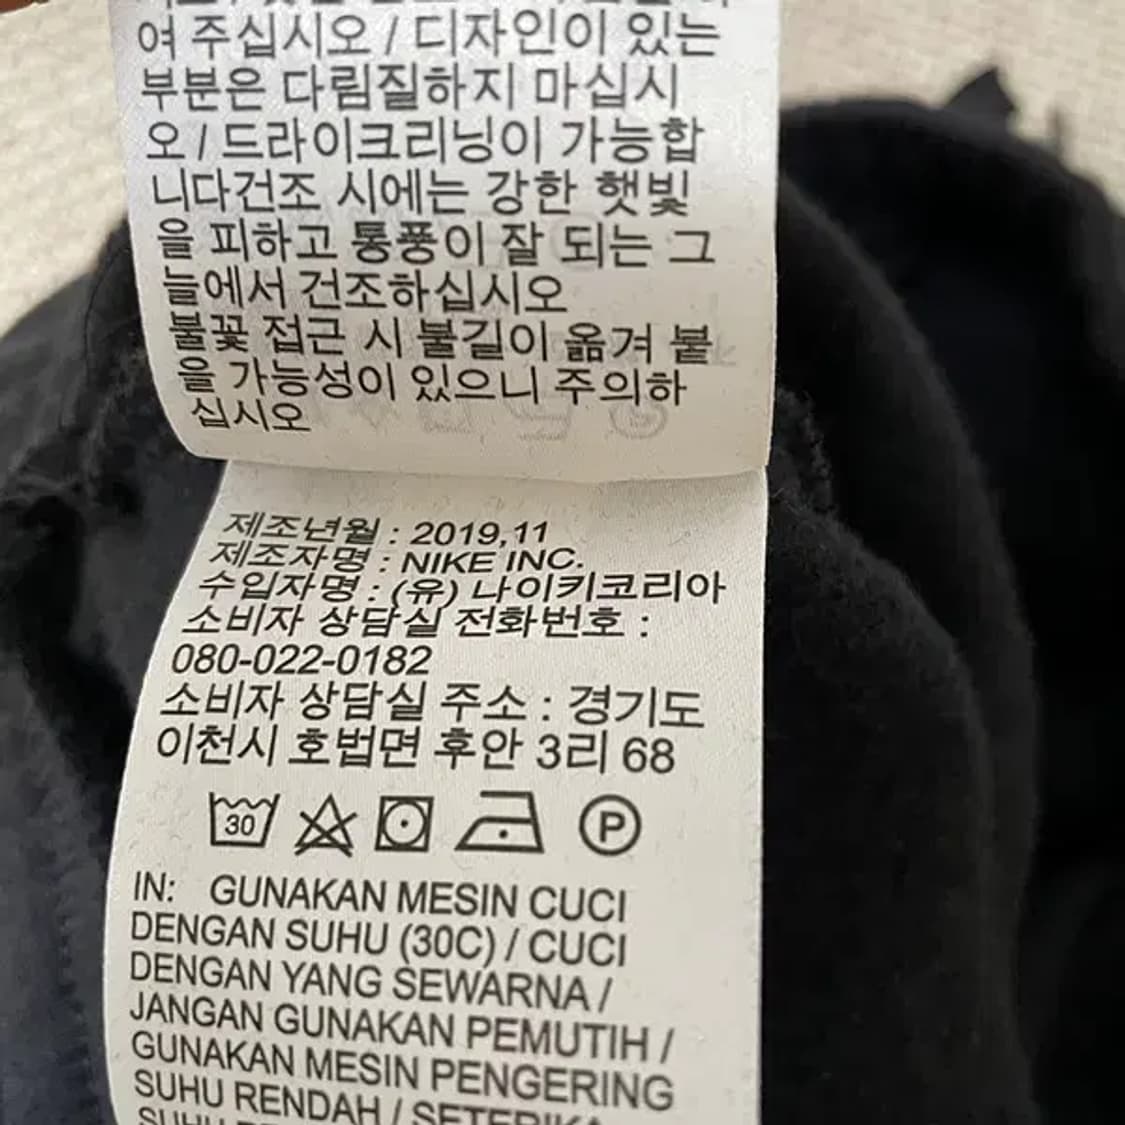 여 주십시오 / 디자인이 있는
부분은 다림질하지 마십시
오 / 드라이크리닝이 가능합
니다건조 시에는 강한 햇빛
을 피하고 통풍이 잘 되는 그
늘에서 건조하십시오
불꽃 접근 시 불길이 옮겨 붙
을 가능성이 있으니 주의하
십시오
제조년월 : 2019,11
제조자명 : NIKE INC.
수입자명 : (유) 나이키코리아
소비자 상담실 전화번호 :
080-022-0182
소비자 상담실 주소 : 경기도
이천시 호법면 후안 3리 68
30 P
IN: GUNAKAN MESIN CUCI
DENGAN SUHU (30C) / CUCI
DENGAN YANG SEWARNA /
JANGAN GUNAKAN PEMUTIH /
GUNAKAN MESIN PENGERING
SUHU RENDAH / SETERIKA